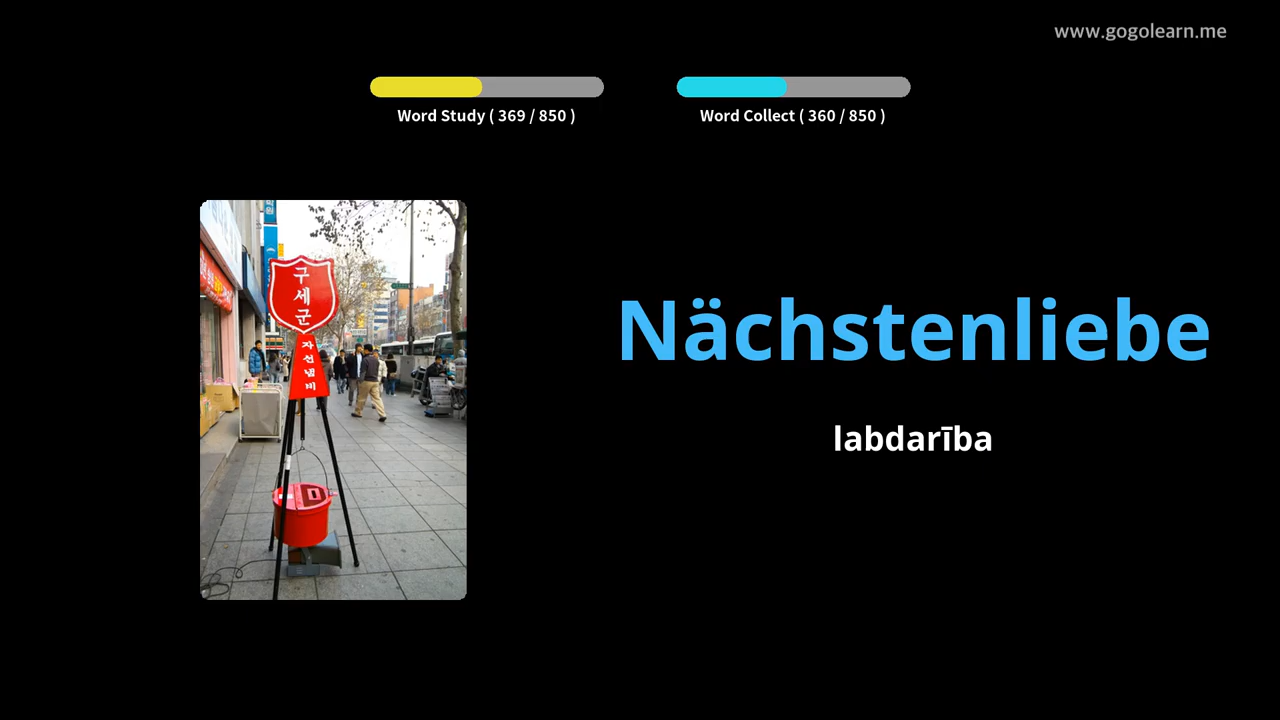 www.gogolearn.me
Word Study ( 369 / 850 )
Word Collect ( 360 / 850 )
구
세
군
자
선
냄
비
Nächstenliebe
labdarība